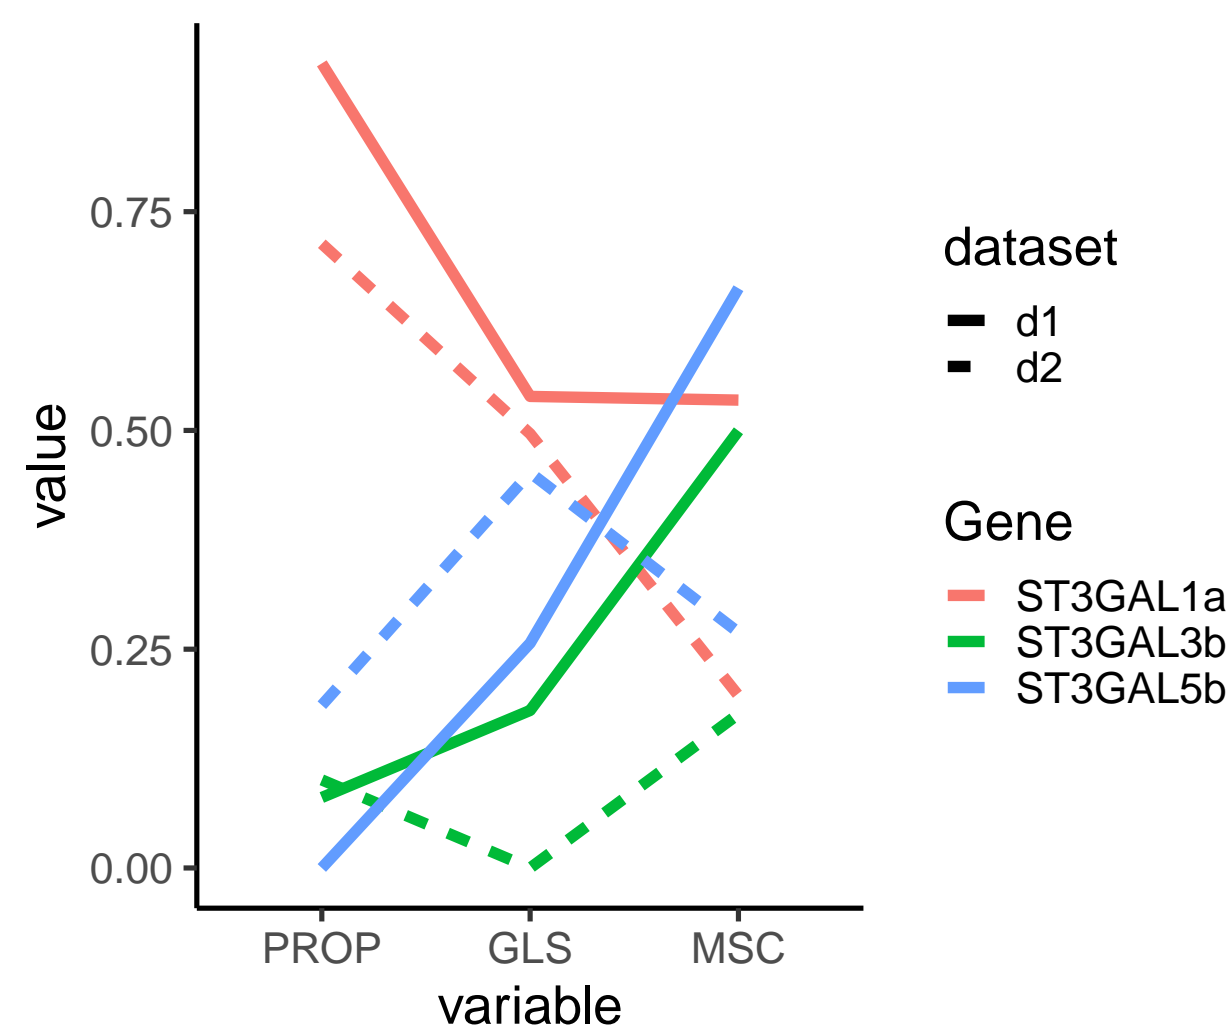 value
0.75
0.50
0.25
0.00
PROP GLS MSC
variable
dataset
d1
d2
Gene
ST3GAL1a
ST3GAL3b
ST3GAL5b